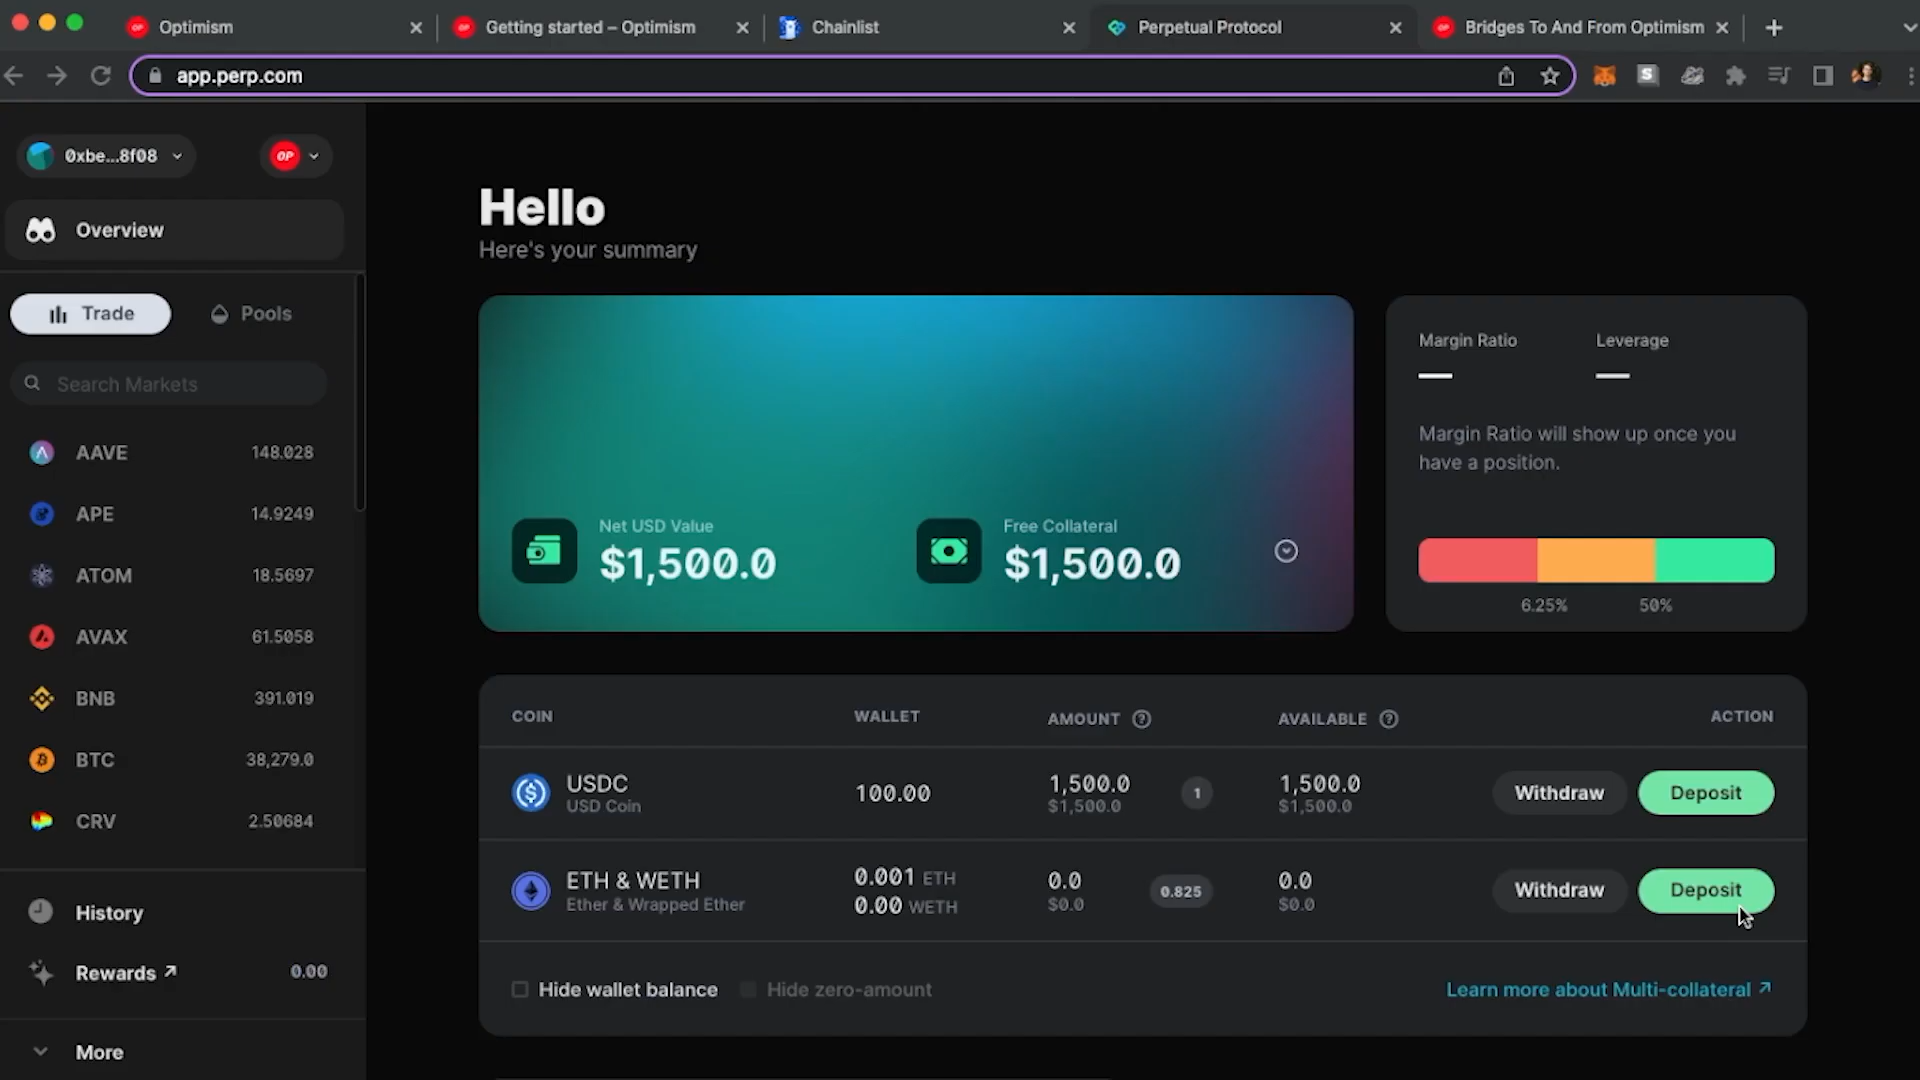 Optimism
Getting started – Optimism
Chainlist
Perpetual Protocol
Bridges To And From Optimism
app.perp.com
S
0xbe...8f08
OP
Overview
Trade
Pools
Search Markets
AAVE 148.028
APE 14.9249
ATOM 18.5697
AVAX 61.5058
BNB 391.019
BTC 38,279.0
CRV 2.50684
History
Rewards ↗ 0.00
More
Hello
Here's your summary
Net USD Value
$1,500.0
Free Collateral
$1,500.0
Margin Ratio Leverage
— —
Margin Ratio will show up once you
have a position.
6.25% 50%
COIN WALLET AMOUNT ? AVAILABLE ? ACTION
USDC
USD Coin
100.00
1,500.0
$1,500.0
1
1,500.0
$1,500.0
Withdraw
Deposit
ETH & WETH
Ether & Wrapped Ether
0.001 ETH
0.00 WETH
0.0
$0.0
0.825
0.0
$0.0
Withdraw
Deposit
Hide wallet balance
Hide zero-amount
Learn more about Multi-collateral ↗